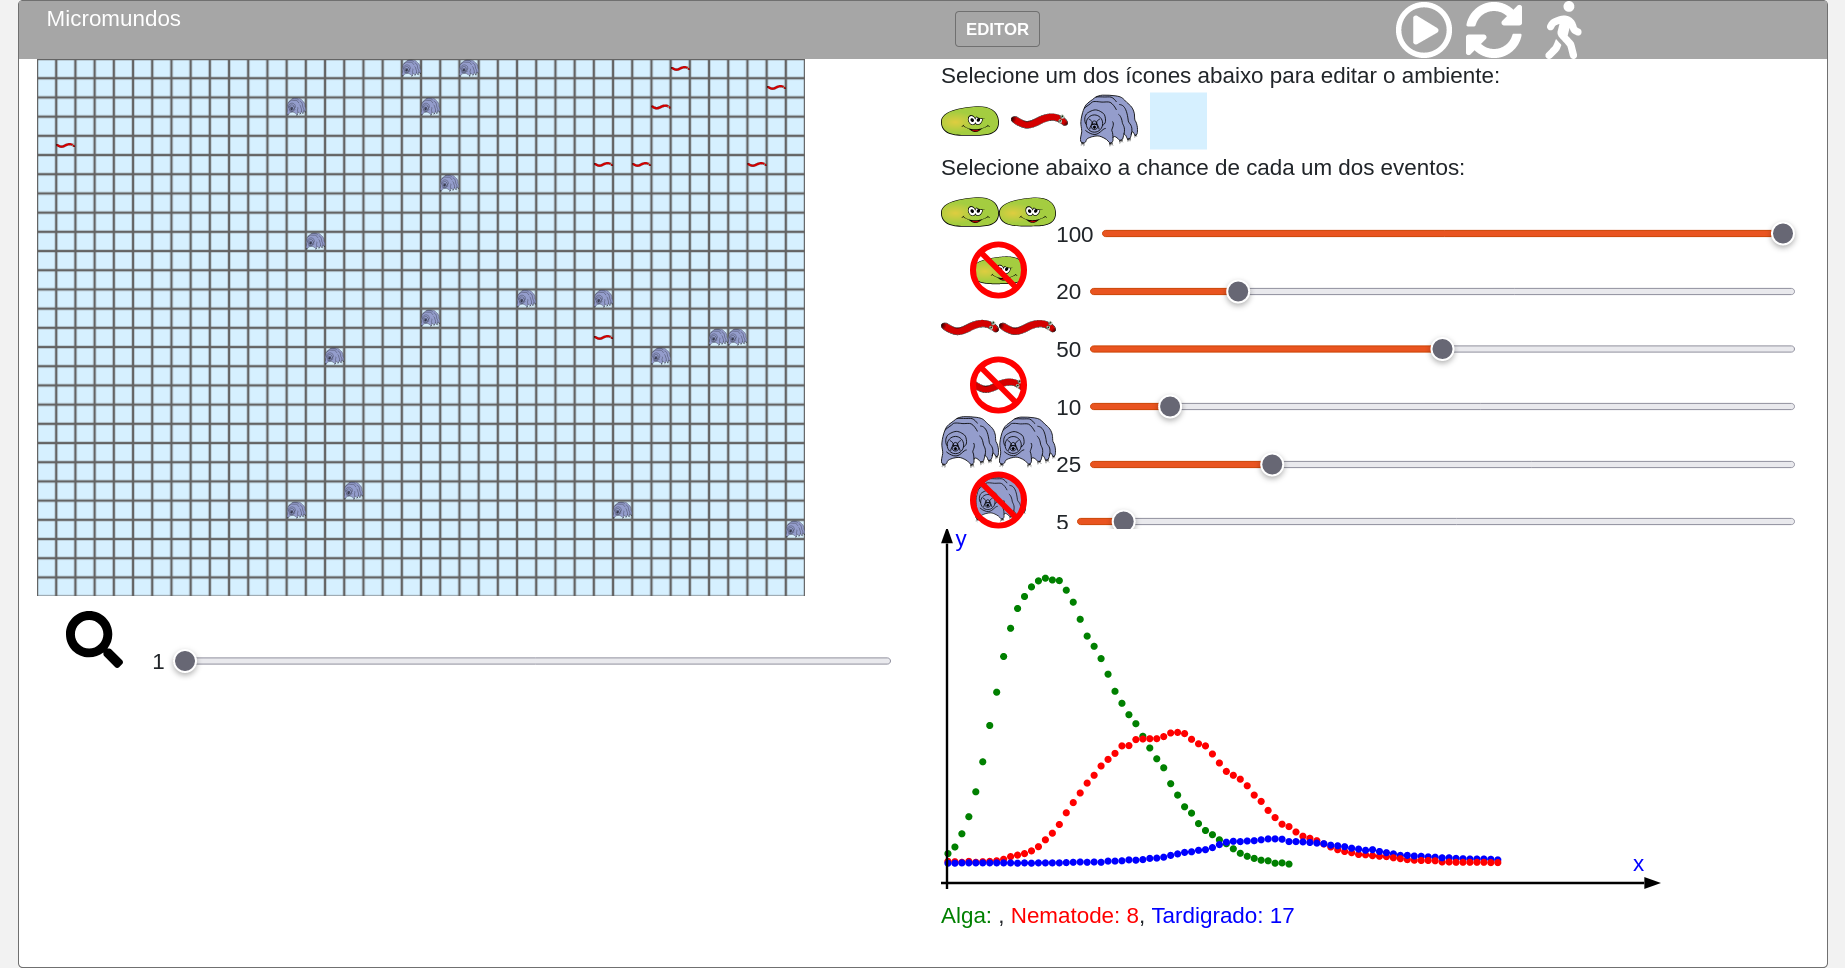 Micromundos
EDITOR
Selecione um dos ícones abaixo para editar o ambiente:
Selecione abaixo a chance de cada um dos eventos:
100
20
50
10
25
5
1
y
x
Alga: , Nematode: 8, Tardigrado: 17